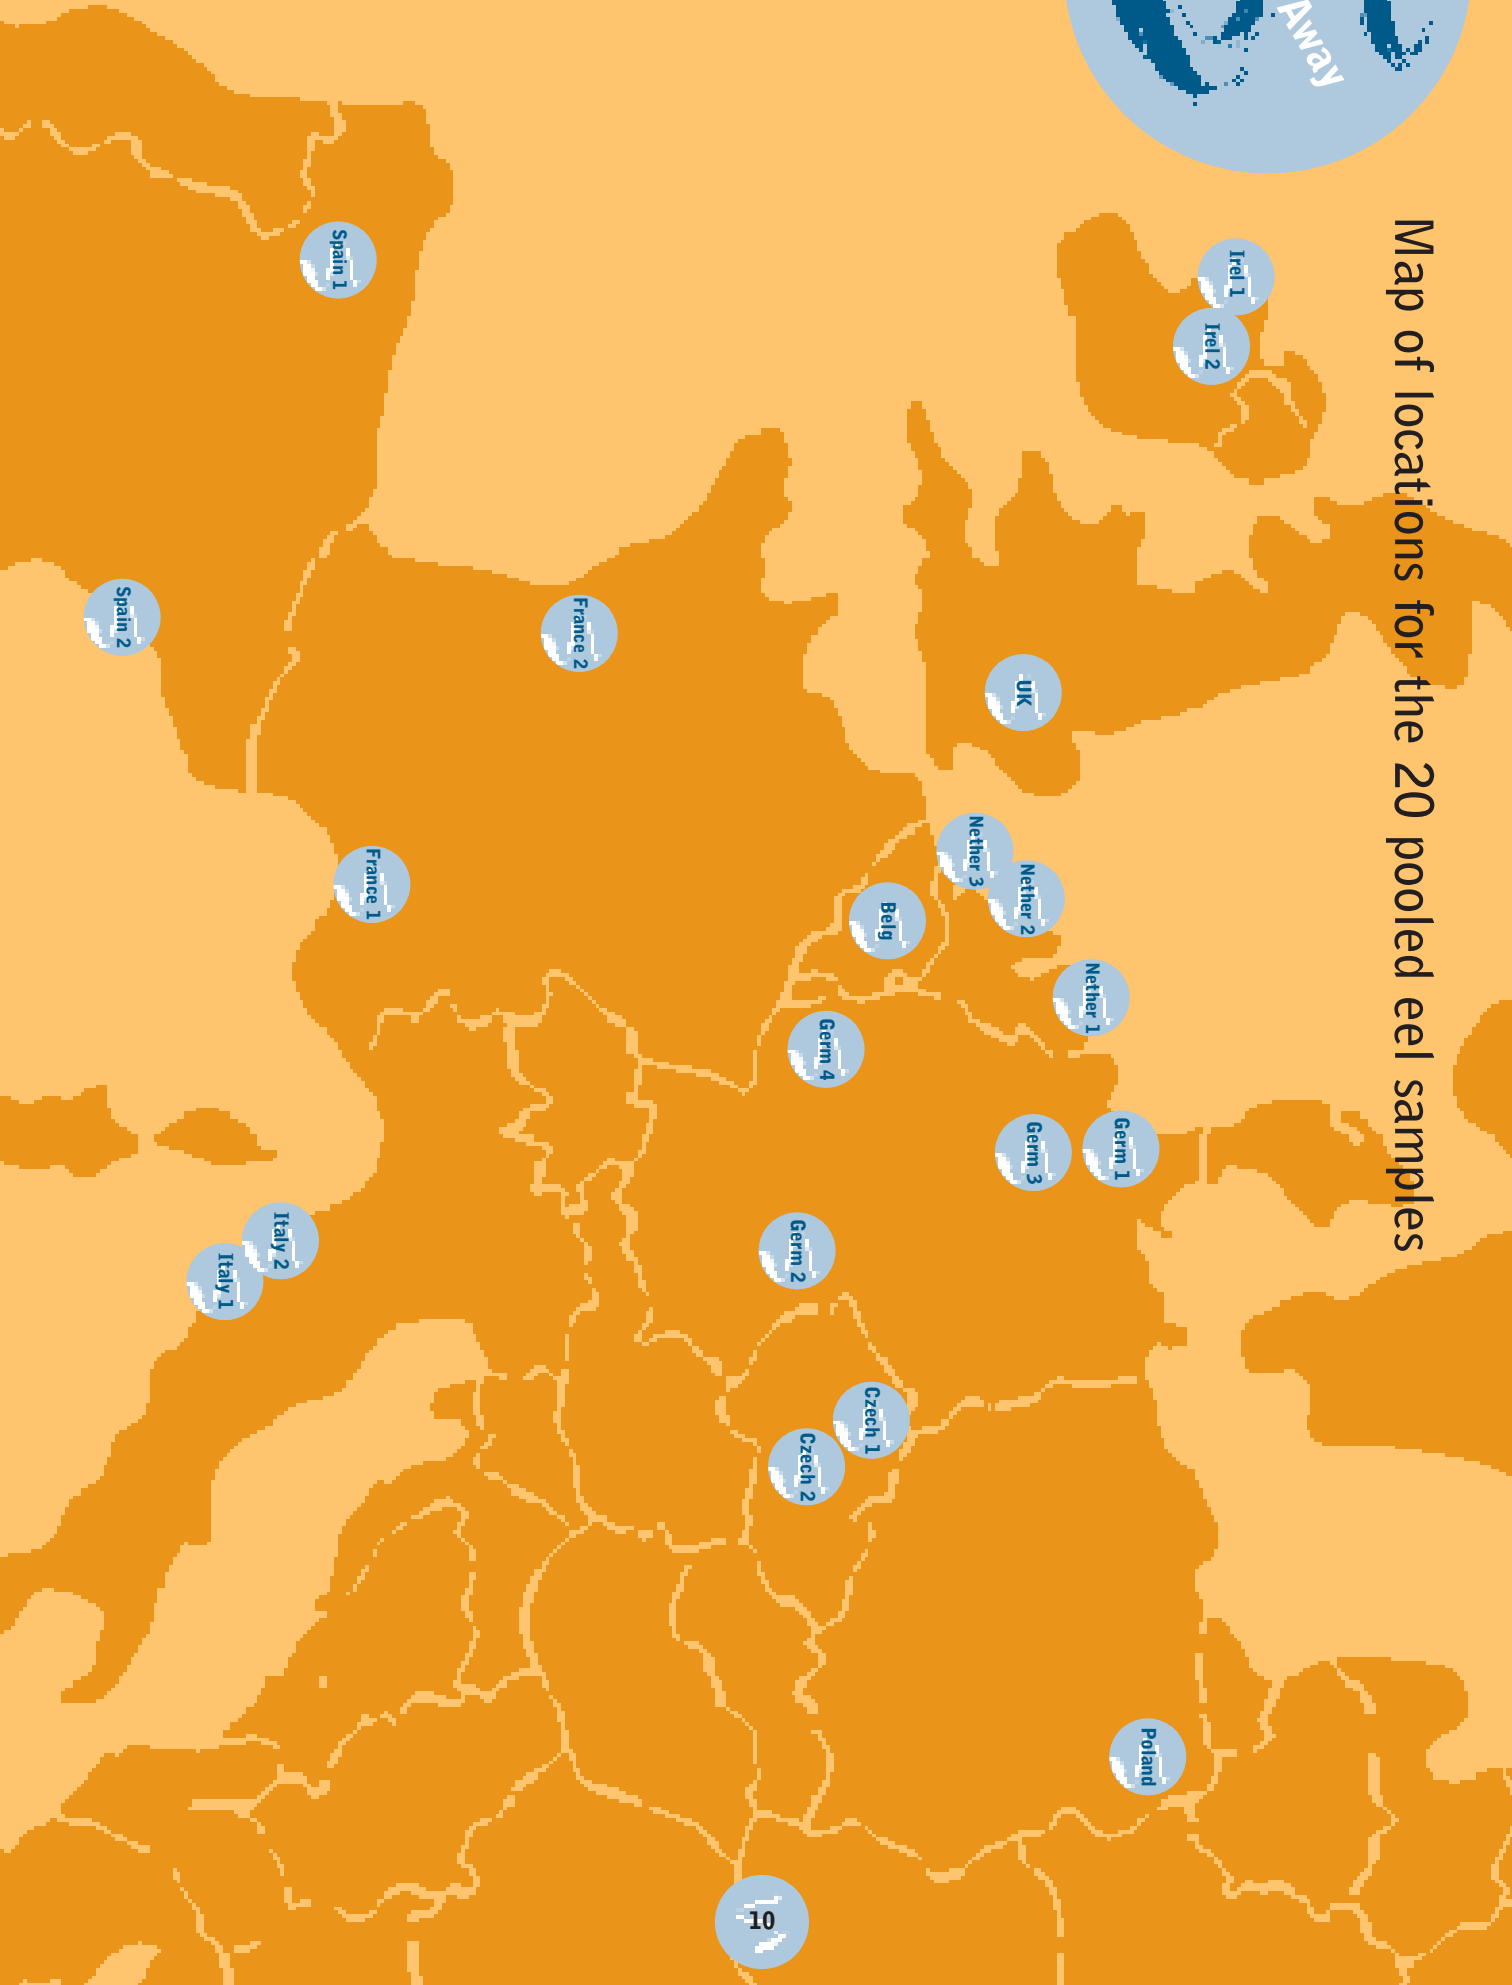 Away
Map of locations for the 20 pooled eel samples
Irel 1
Irel 2
UK
Nether 3
Nether 2
Nether 1
Belg
Germ 4
Germ 3
Germ 1
Germ 2
Czech 1
Czech 2
Poland
France 2
France 1
Spain 1
Spain 2
Italy 2
Italy 1
10